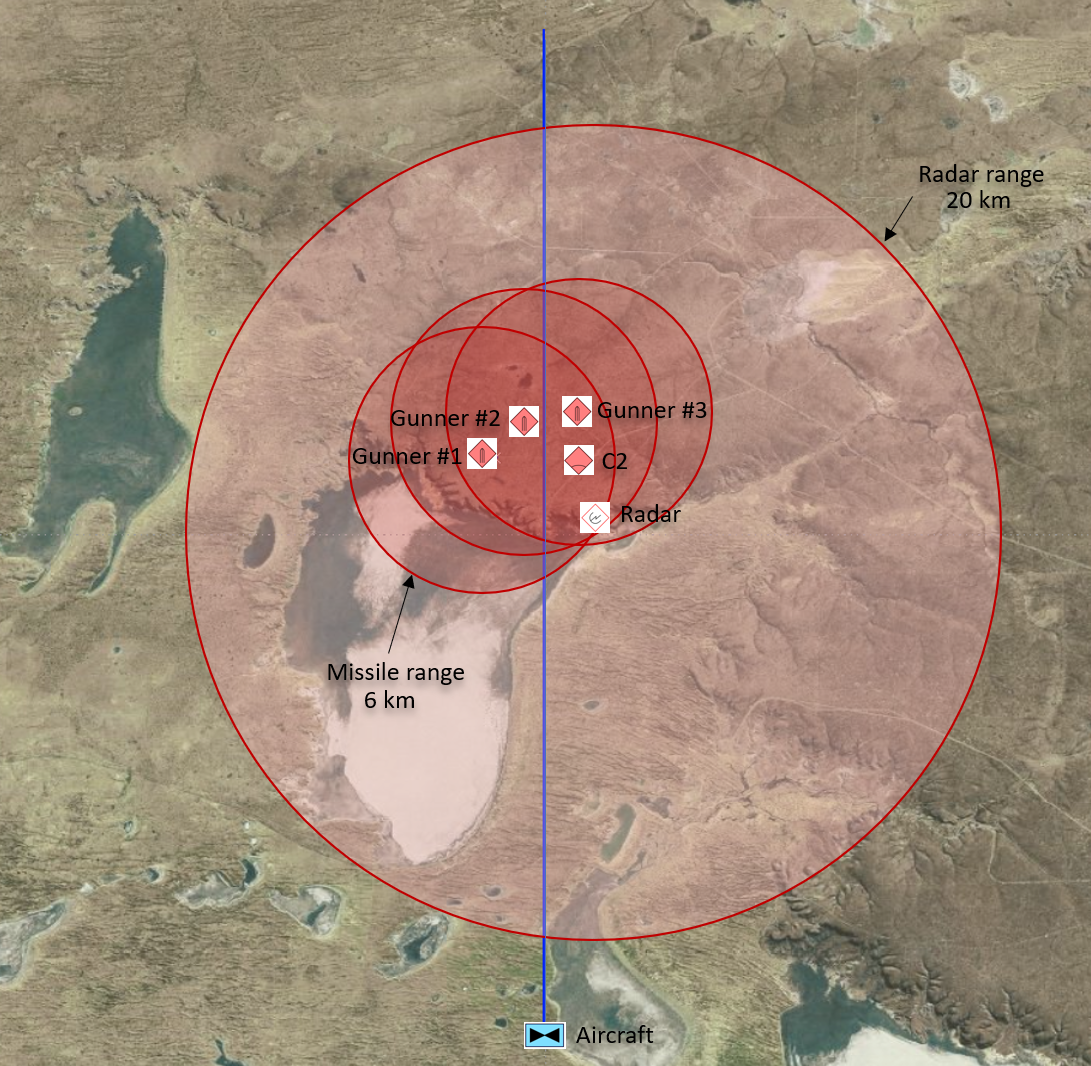 Radar range
20 km
Gunner #2
Gunner #3
Gunner #1
C2
Radar
Missile range
6 km
Aircraft